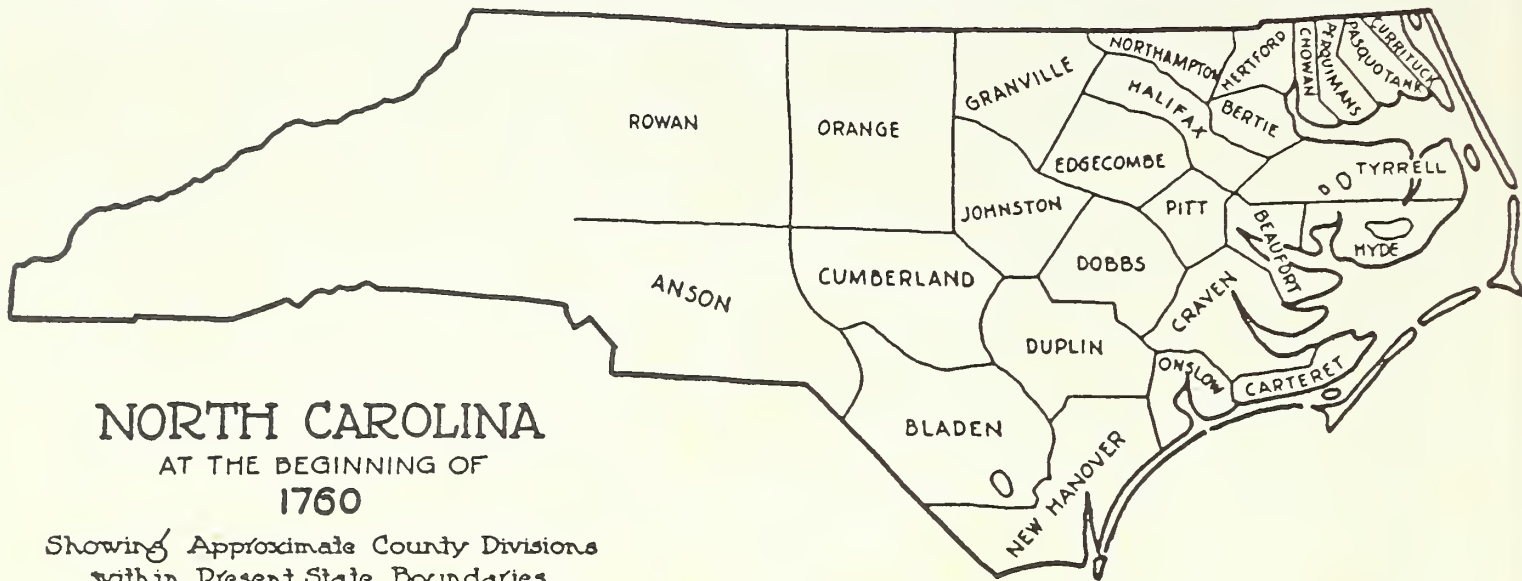 NORTHAMPTON
HERTFORD
CHOWAN
PERQUIMANS
PASQUOTANK
CURRITUCK
GRANVILLE
HALIFAX
BERTIE
ROWAN
ORANGE
EDGECOMBE
TYRRELL
JOHNSTON
PITT
BEAUFORT
HYDE
ANSON
CUMBERLAND
DOBBS
CRAVEN
DUPLIN
ONSLOW
CARTERET
BLADEN
NEW HANOVER
NORTH CAROLINA
AT THE BEGINNING OF
1760
Showing Approximate County Divisions
within Present State Boundaries